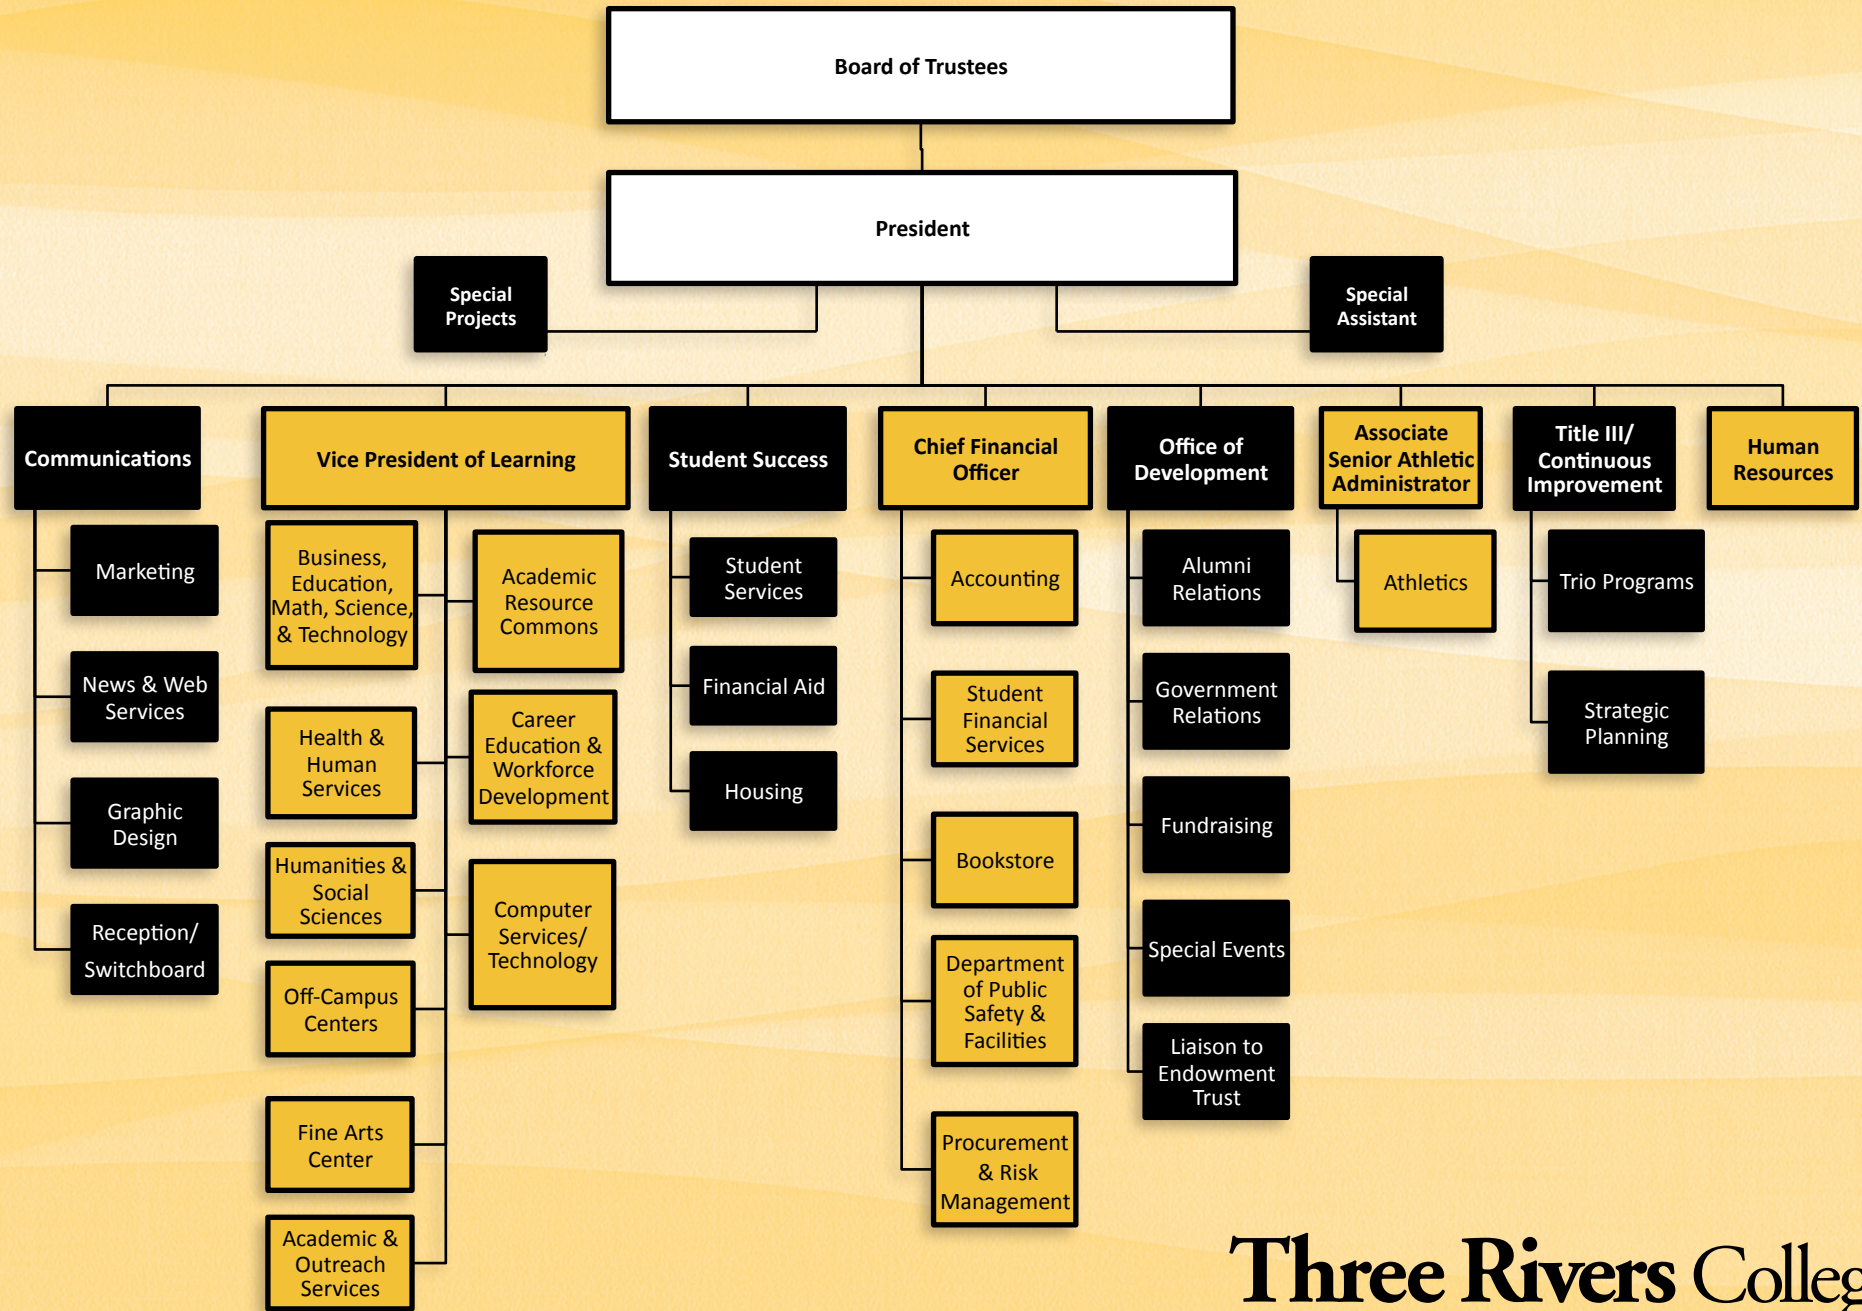 Board of Trustees
President
Special
Projects
Special
Assistant
Communications
Vice President of Learning
Student Success
Chief Financial
Officer
Office of
Development
Associate
Senior Athletic
Administrator
Title III/
Continuous
Improvement
Human
Resources
Marketing
News & Web
Services
Graphic
Design
Reception/
Switchboard
Business,
Education,
Math, Science,
& Technology
Health &
Human
Services
Humanities &
Social
Sciences
Off-Campus
Centers
Fine Arts
Center
Academic &
Outreach
Services
Academic
Resource
Commons
Career
Education &
Workforce
Development
Computer
Services/
Technology
Student
Services
Financial Aid
Housing
Accounting
Student
Financial
Services
Bookstore
Department
of Public
Safety &
Facilities
Procurement
& Risk
Management
Alumni
Relations
Government
Relations
Fundraising
Special Events
Liaison to
Endowment
Trust
Athletics
Trio Programs
Strategic
Planning
Three Rivers Colleg